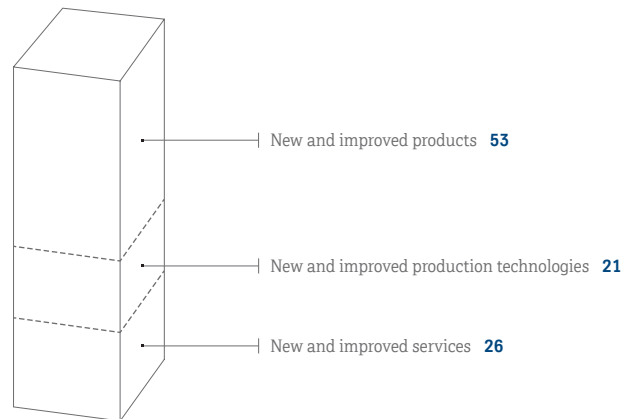 New and improved products 53
New and improved production technologies 21
New and improved services 26